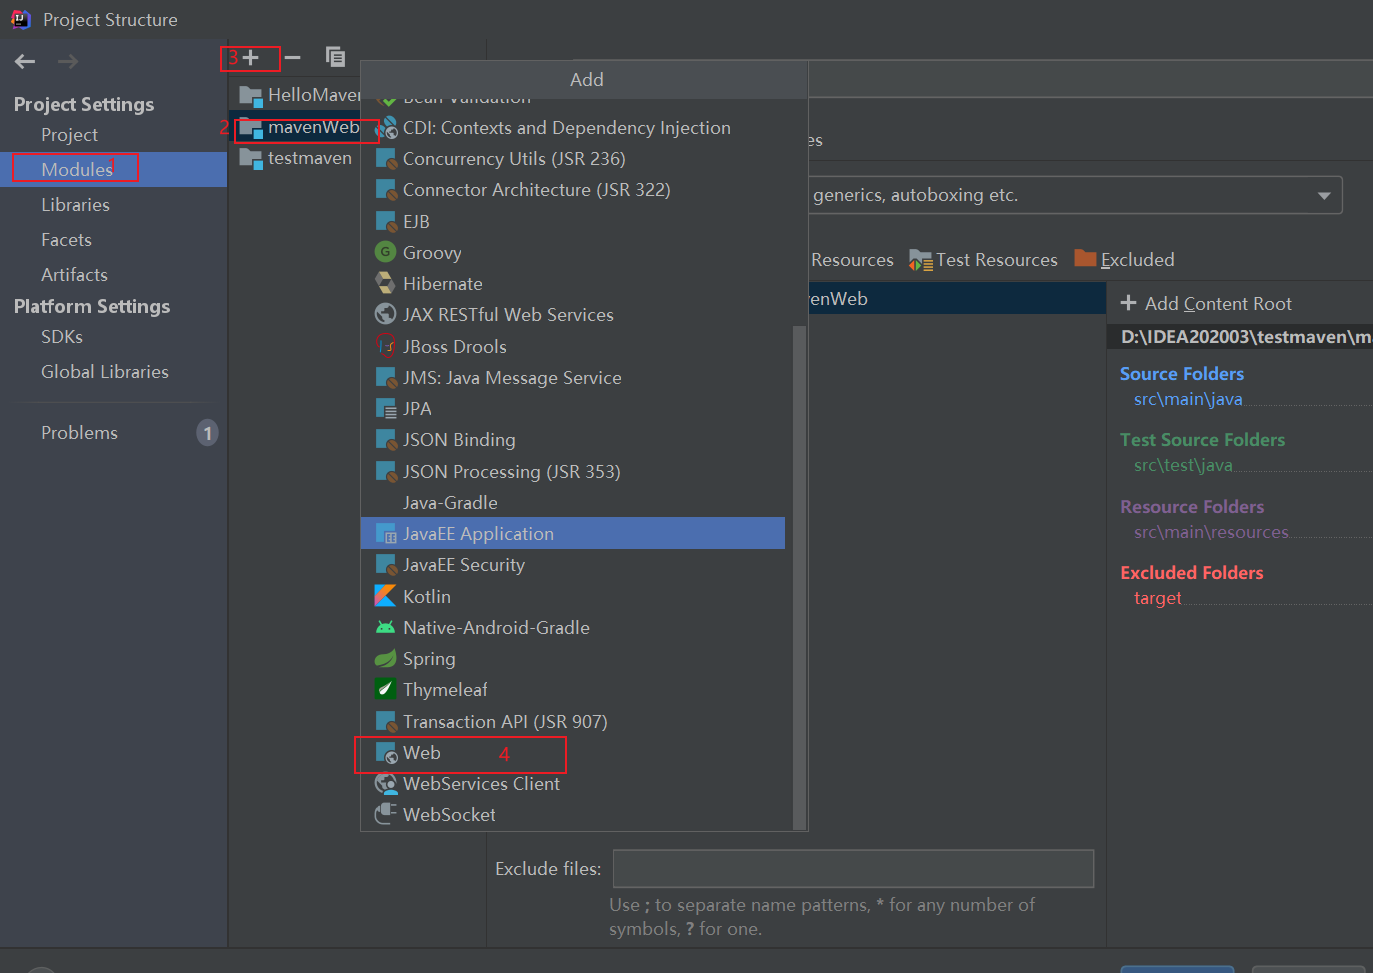 Project Structure
3
Add
Project Settings
Project
Modules
1
Libraries
Facets
Artifacts
Platform Settings
SDKs
Global Libraries
Problems
1
HelloMaven
2
mavenWeb
testmaven
Bean Validation
CDI: Contexts and Dependency Injection
Concurrency Utils (JSR 236)
Connector Architecture (JSR 322)
EJB
Groovy
Hibernate
JAX RESTful Web Services
JBoss Drools
JMS: Java Message Service
JPA
JSON Binding
JSON Processing (JSR 353)
Java-Gradle
JavaEE Application
JavaEE Security
Kotlin
Native-Android-Gradle
Spring
Thymeleaf
Transaction API (JSR 907)
Web
4
WebServices Client
WebSocket
es
generics, autoboxing etc.
Resources
Test Resources
Excluded
enWeb
+ Add Content Root
D:\IDEA202003\testmaven\m
Source Folders
src\main\java
Test Source Folders
src\test\java
Resource Folders
src\main\resources
Excluded Folders
target
Exclude files:
Use ; to separate name patterns, * for any number of
symbols, ? for one.